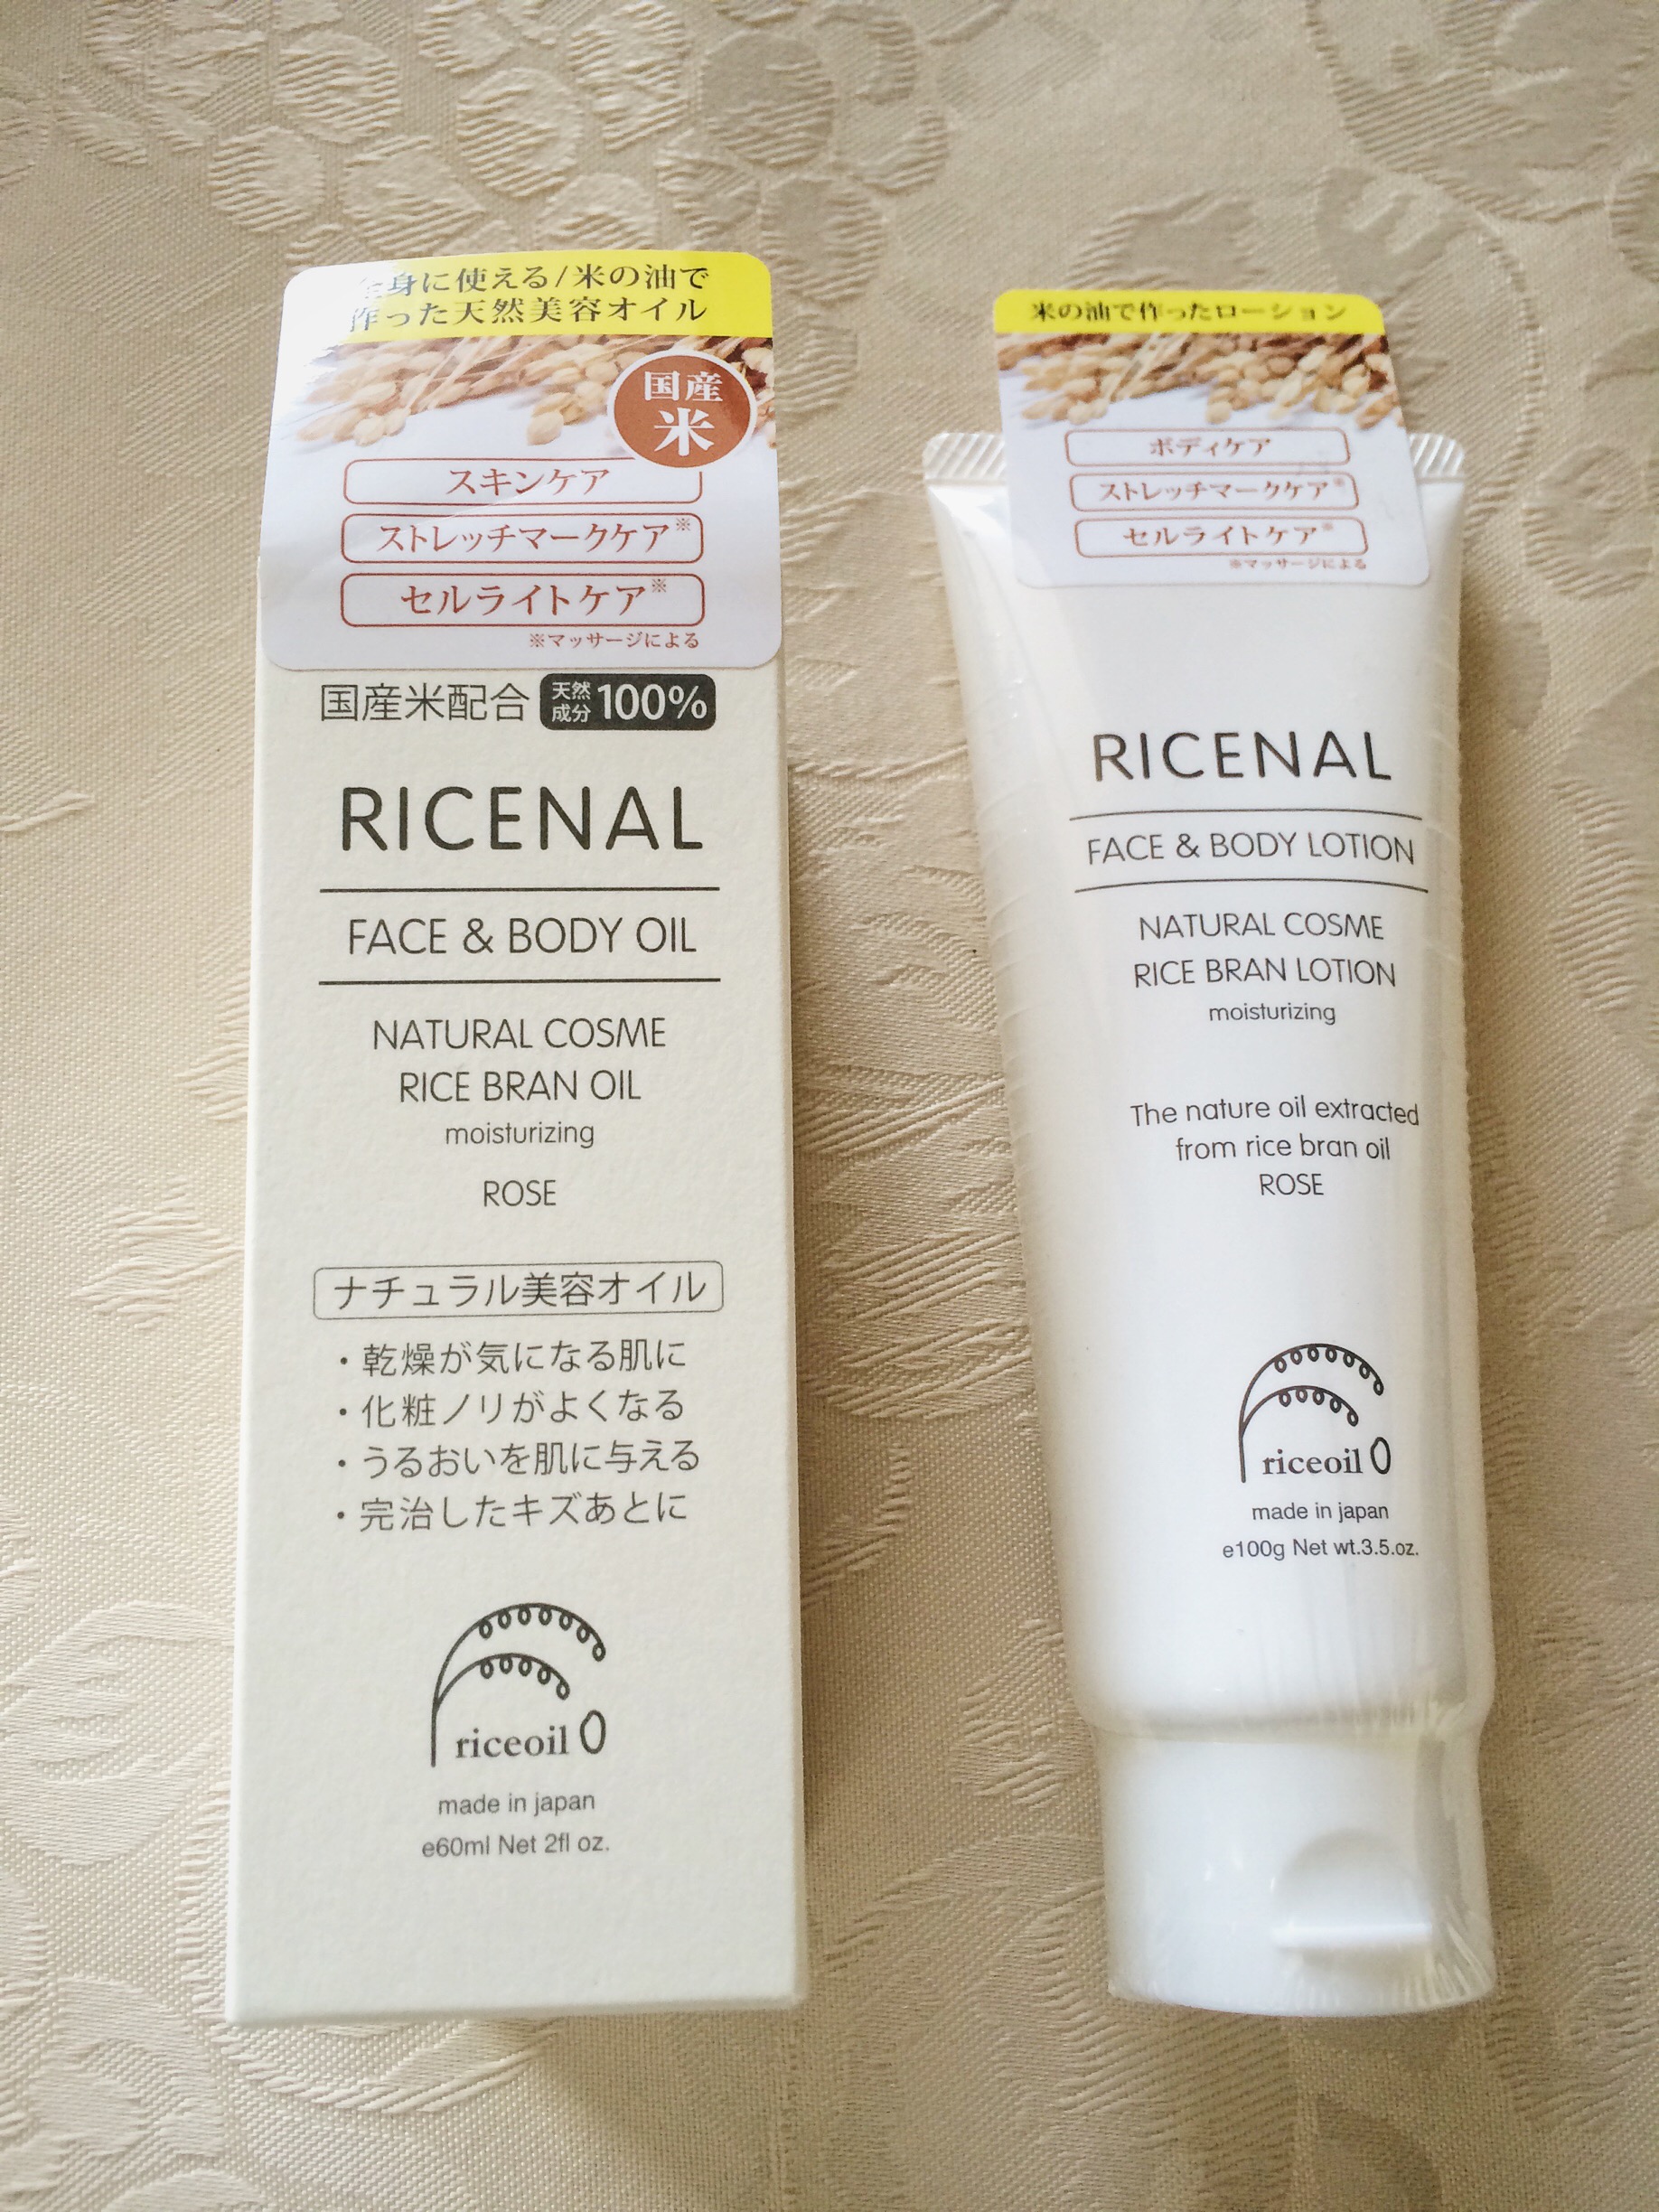 全身に使える/米の油で
作った天然美容オイル
国産
米
スキンケア
ストレッチマークケア※
セルライトケア※
※マッサージによる
国産米配合 天然成分100%
RICENAL
FACE & BODY OIL
NATURAL COSME
RICE BRAN OIL
moisturizing
ROSE
ナチュラル美容オイル
・乾燥が気になる肌に
・化粧ノリがよくなる
・うるおいを肌に与える
・完治したキズあとに
riceoil
made in japan
e60ml Net 2fl oz.
米の油で作ったローション
ボディケア
ストレッチマークケア※
セルライトケア※
※マッサージによる
RICENAL
FACE & BODY LOTION
NATURAL COSME
RICE BRAN LOTION
moisturizing
The nature oil extracted
from rice bran oil
ROSE
riceoil
made in japan
e100g Net wt.3.5.oz.